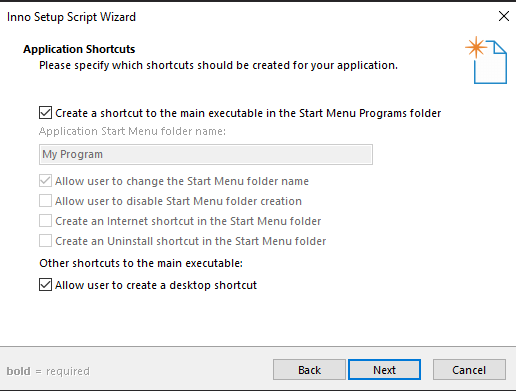 Inno Setup Script Wizard
Application Shortcuts
Please specify which shortcuts should be created for your application.
Create a shortcut to the main executable in the Start Menu Programs folder
Application Start Menu folder name:
My Program
Allow user to change the Start Menu folder name
Allow user to disable Start Menu folder creation
Create an Internet shortcut in the Start Menu folder
Create an Uninstall shortcut in the Start Menu folder
Other shortcuts to the main executable:
Allow user to create a desktop shortcut
bold = required
Back
Next
Cancel